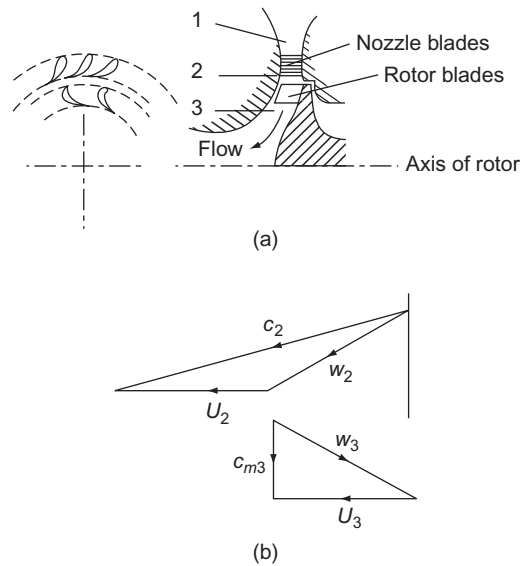 1
Nozzle blades
2
Rotor blades
3
Flow
Axis of rotor
(a)
c2
w2
U2
w3
cm3
U3
(b)